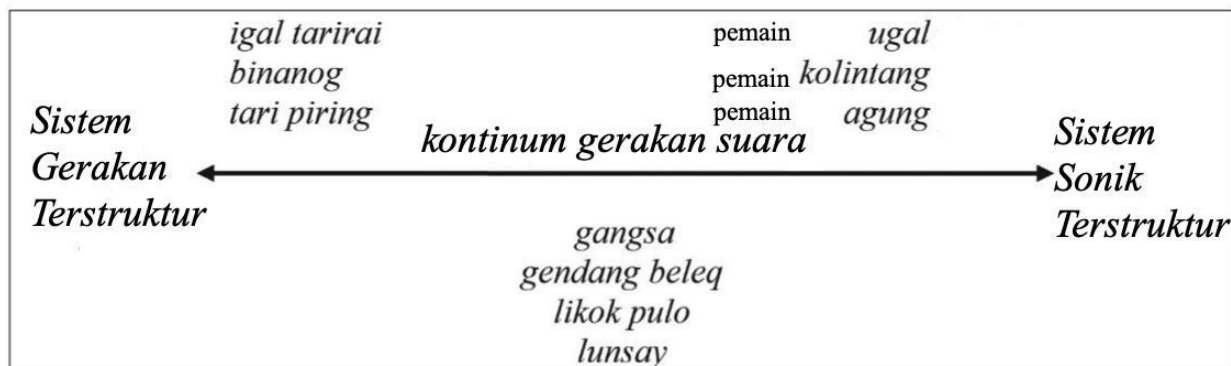 igal tarirai
binanog
tari piring
pemain ugal
pemain kolintang
pemain agung
Sistem
Gerakan
Terstruktur
kontinum gerakan suara
Sistem
Sonik
Terstruktur
gangsa
gendang beleq
likok pulo
lunsay